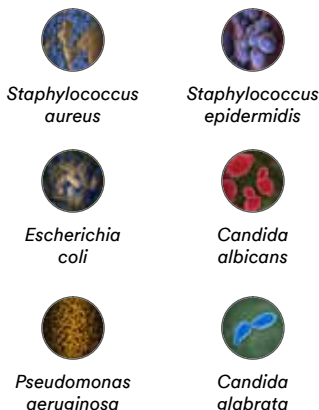 Staphylococcus
aureus
Staphylococcus
epidermidis
Escherichia
coli
Candida
albicans
Pseudomonas
aeruginosa
Candida
glabrata